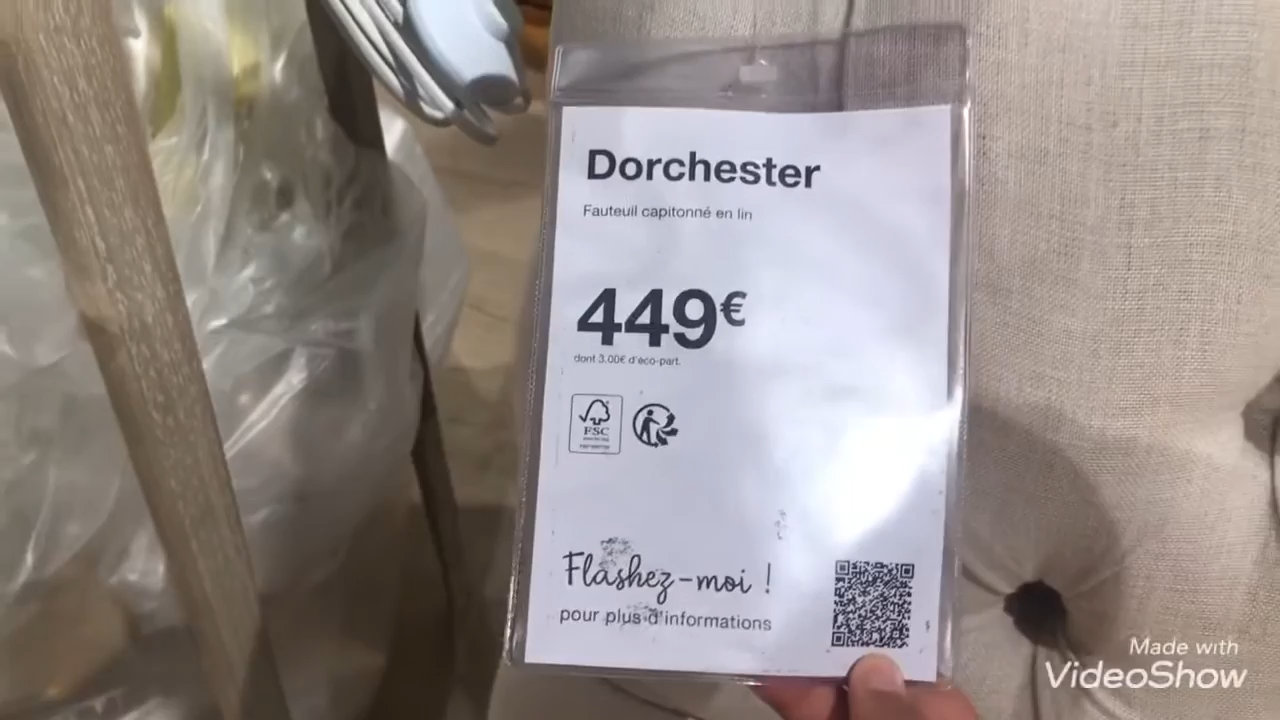 Dorchester
Fauteuil capitonné en lin
449€
dont 3.00€ d'éco-part.
FSC
Flashez-moi !
pour plus d'informations
Made with
VideoShow